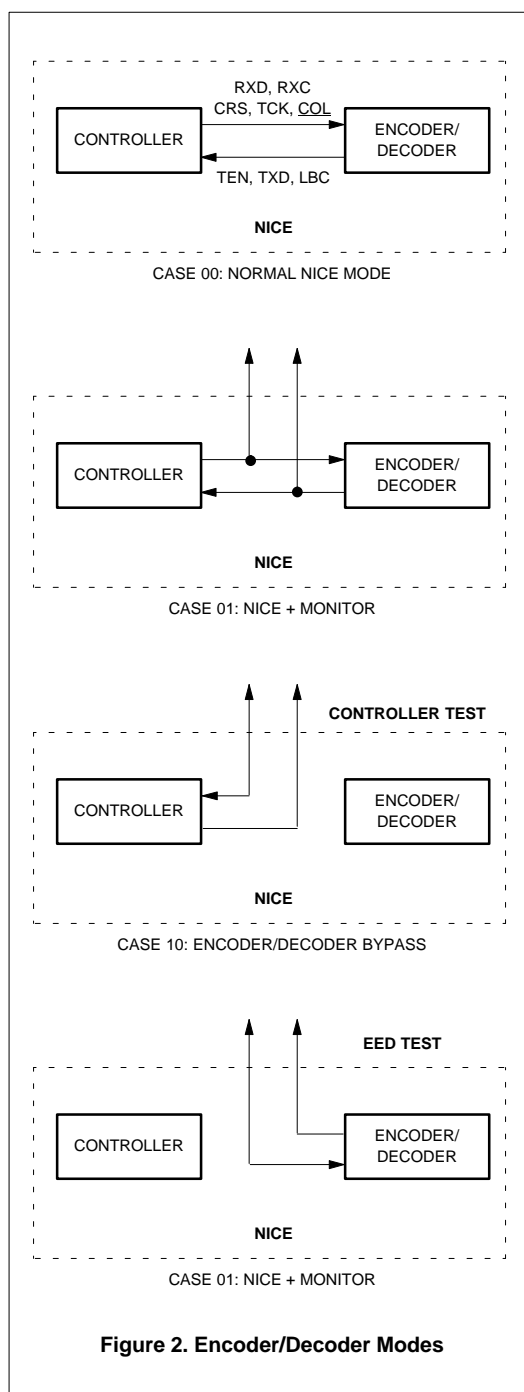 RXD, RXC
CRS, TCK, COL
CONTROLLER
ENCODER/
DECODER
TEN, TXD, LBC
NICE
CASE 00: NORMAL NICE MODE
CONTROLLER
ENCODER/
DECODER
NICE
CASE 01: NICE + MONITOR
CONTROLLER TEST
CONTROLLER
ENCODER/
DECODER
NICE
CASE 10: ENCODER/DECODER BYPASS
EED TEST
CONTROLLER
ENCODER/
DECODER
NICE
CASE 01: NICE + MONITOR
Figure 2. Encoder/Decoder Modes